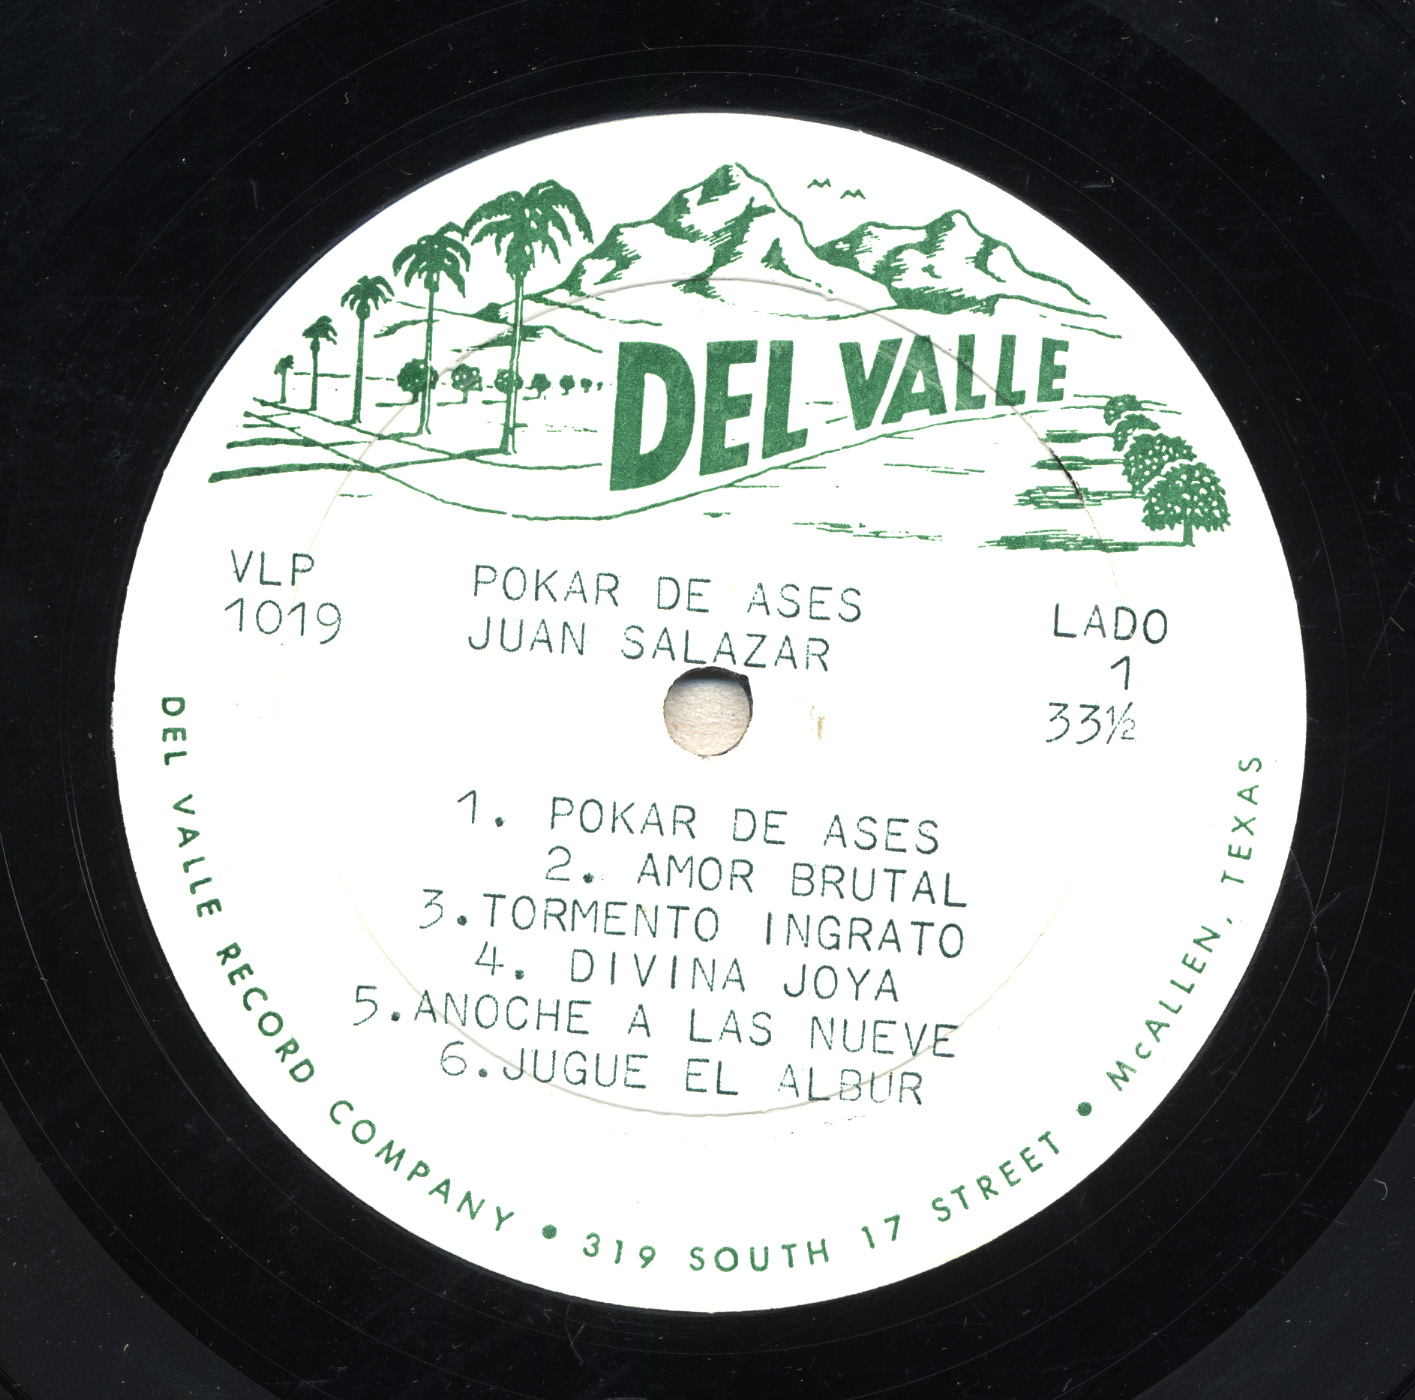 DEL VALLE
VLP
1019
POKAR DE ASES
JUAN SALAZAR
LADO
1
33½
1. POKAR DE ASES
2. AMOR BRUTAL
3.TORMENTO INGRATO
4. DIVINA JOYA
5.ANOCHE A LAS NUEVE
6.JUGUE EL ALBUR
DEL VALLE RECORD COMPANY • 319 SOUTH 17 STREET • McALLEN, TEXAS